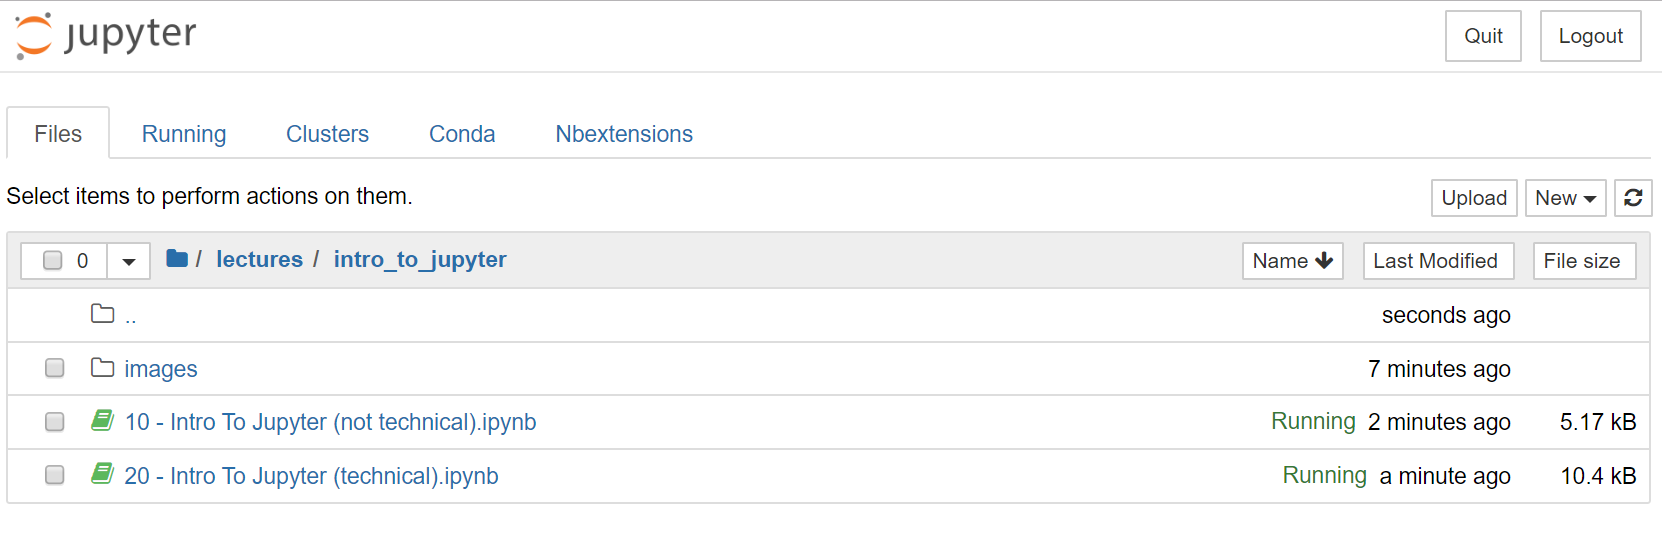 jupyter Quit Logout
Files Running Clusters Conda Nbextensions
Select items to perform actions on them. Upload New
0 / lectures / intro_to_jupyter Name Last Modified File size
.. seconds ago
images 7 minutes ago
10 - Intro To Jupyter (not technical).ipynb Running 2 minutes ago 5.17 kB
20 - Intro To Jupyter (technical).ipynb Running a minute ago 10.4 kB